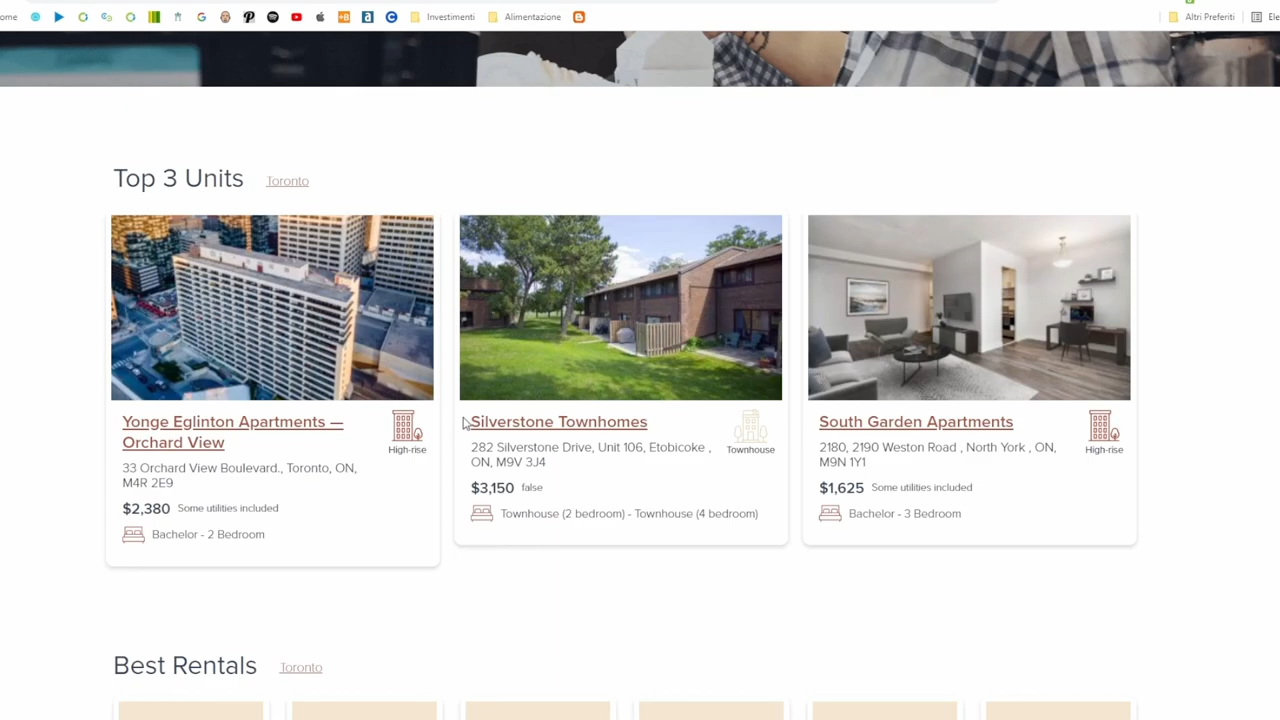 ome
Investimenti
Alimentazione
Altri Preferiti
Ele
Top 3 Units
Toronto
Yonge Eglinton Apartments —
Orchard View
High-rise
33 Orchard View Boulevard., Toronto, ON,
M4R 2E9
$2,380 Some utilities included
Bachelor - 2 Bedroom
Silverstone Townhomes
Townhouse
282 Silverstone Drive, Unit 106, Etobicoke ,
ON, M9V 3J4
$3,150 false
Townhouse (2 bedroom) - Townhouse (4 bedroom)
South Garden Apartments
High-rise
2180, 2190 Weston Road , North York , ON,
M9N 1Y1
$1,625 Some utilities included
Bachelor - 3 Bedroom
Best Rentals
Toronto